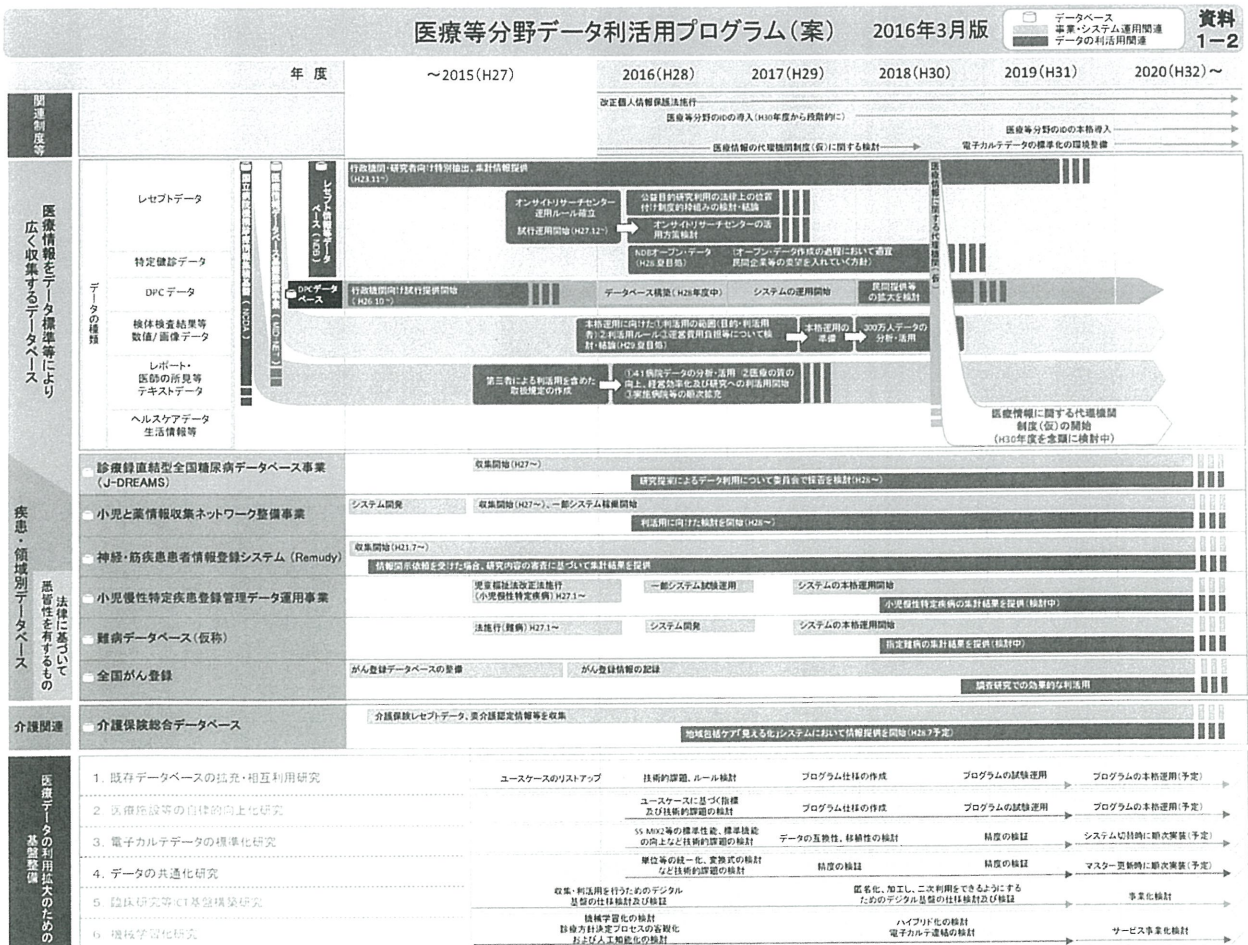 医療等分野データ利活用プログラム(案) 2016年3月版
データベース
事業・システム運用関連
データの利活用関連
資料
1-2
年 度
~2015(H27)
2016(H28)
2017(H29)
2018(H30)
2019(H31)
2020(H32)~
関連制度等
改正個人情報保護法施行
医療等分野のIDの導入(H30年度から段階的に)
医療等分野のIDの本格導入
医療情報の代理機関制度(仮)に関する検討
電子カルテデータの標準化の環境整備
医療情報をデータ標準等により
広く収集するデータベース
データの種類
レセプトデータ
特定健診データ
DPCデータ
検体検査結果等
数値/画像データ
レポート・
医師の所見等
テキストデータ
ヘルスケアデータ
生活情報等
レセプト情報等データ
ベース(NDB)
DPCデータ
ベース
行政機関・研究者向け特別抽出、集計情報提供
(H23.11~)
オンサイトリサーチセンター
運用ルール確立
試行運用開始(H27.12~)
公益目的研究利用の法律上の位置
付け制度的枠組みの検討・結論
オンサイトリサーチセンターの活
用方策検討
NDBオープン・データ
(H28.夏目処)
(オープン・データ作成の過程において適宜
民間企業等の要望を入れていく方針)
行政機関向け試行提供開始
(H26.10~)
データベース構築(H28年度中)
システムの運用開始
民間提供等
の拡大を検討
本格運用に向けた①利活用の範囲(目的・利活用
者)②利活用ルール③運営費用負担等について検
討・結論(H29.夏目処)
本格運用の
準備
300万人データの
分析・活用
第三者による利活用を含めた
取扱規定の作成
①41病院データの分析・活用 ②医療の質の
向上、経営効率化及び研究への利活用開始
③実施病院等の順次拡充
医療情報に関する代理機関(仮)
医療情報に関する代理機関
制度(仮)の開始
(H30年度を念頭に検討中)
疾患・領域別データベース
診療録直結型全国糖尿病データベース事業
(J-DREAMS)
収集開始(H27~)
研究提案によるデータ利用について委員会で採否を検討(H28~)
小児と薬情報収集ネットワーク整備事業
システム開発
収集開始(H27~)、一部システム稼働開始
利活用に向けた検討を開始(H28~)
神経・筋疾患患者情報登録システム(Remudy)
収集開始(H21.7~)
情報開示依頼を受けた場合、研究内容の審査に基づいて集計結果を提供
法律に基づいて
悉皆性を有するもの
小児慢性特定疾患登録管理データ運用事業
児童福祉法改正法施行
(小児慢性特定疾病)H27.1~
一部システム試験運用
システムの本格運用開始
小児慢性特定疾病の集計結果を提供(検討中)
難病データベース(仮称)
法施行(難病)H27.1~
システム開発
システムの本格運用開始
指定難病の集計結果を提供(検討中)
全国がん登録
がん登録データベースの整備
がん登録情報の記録
調査研究での効果的な利活用
介護関連
介護保険総合データベース
介護保険レセプトデータ、要介護認定情報等を収集
地域包括ケア「見える化」システムにおいて情報提供を開始(H28.7予定)
医療データの利用拡大のための
基盤整備
1. 既存データベースの拡充・相互利用研究
ユースケースのリストアップ
技術的課題、ルール検討
プログラム仕様の作成
プログラムの試験運用
プログラムの本格運用(予定)
2. 医療施設等の自律的向上化研究
ユースケースに基づく指標
及び技術的課題の検討
プログラム仕様の作成
プログラムの試験運用
プログラムの本格運用(予定)
3. 電子カルテデータの標準化研究
SS-MIX2等の標準性能、標準機能
の向上など技術的課題の検討
データの互換性、移植性の検討
精度の検証
システム切替時に順次実装(予定)
4. データの共通化研究
単位等の統一化、変換式の検討
など技術的課題の検討
精度の検証
精度の検証
マスター更新時に順次実装(予定)
5. 臨床研究等ICT基盤構築研究
収集・利活用を行うためのデジタル
基盤の仕様検討及び検証
匿名化、加工し、二次利用をできるようにする
ためのデジタル基盤の仕様検討及び検証
事業化検討
6. 機械学習化研究
機械学習化の検討
診療方針決定プロセスの客観化
および人工知能化の検討
ハイブリッド化の検討
電子カルテ連結の検討
サービス事業化検討